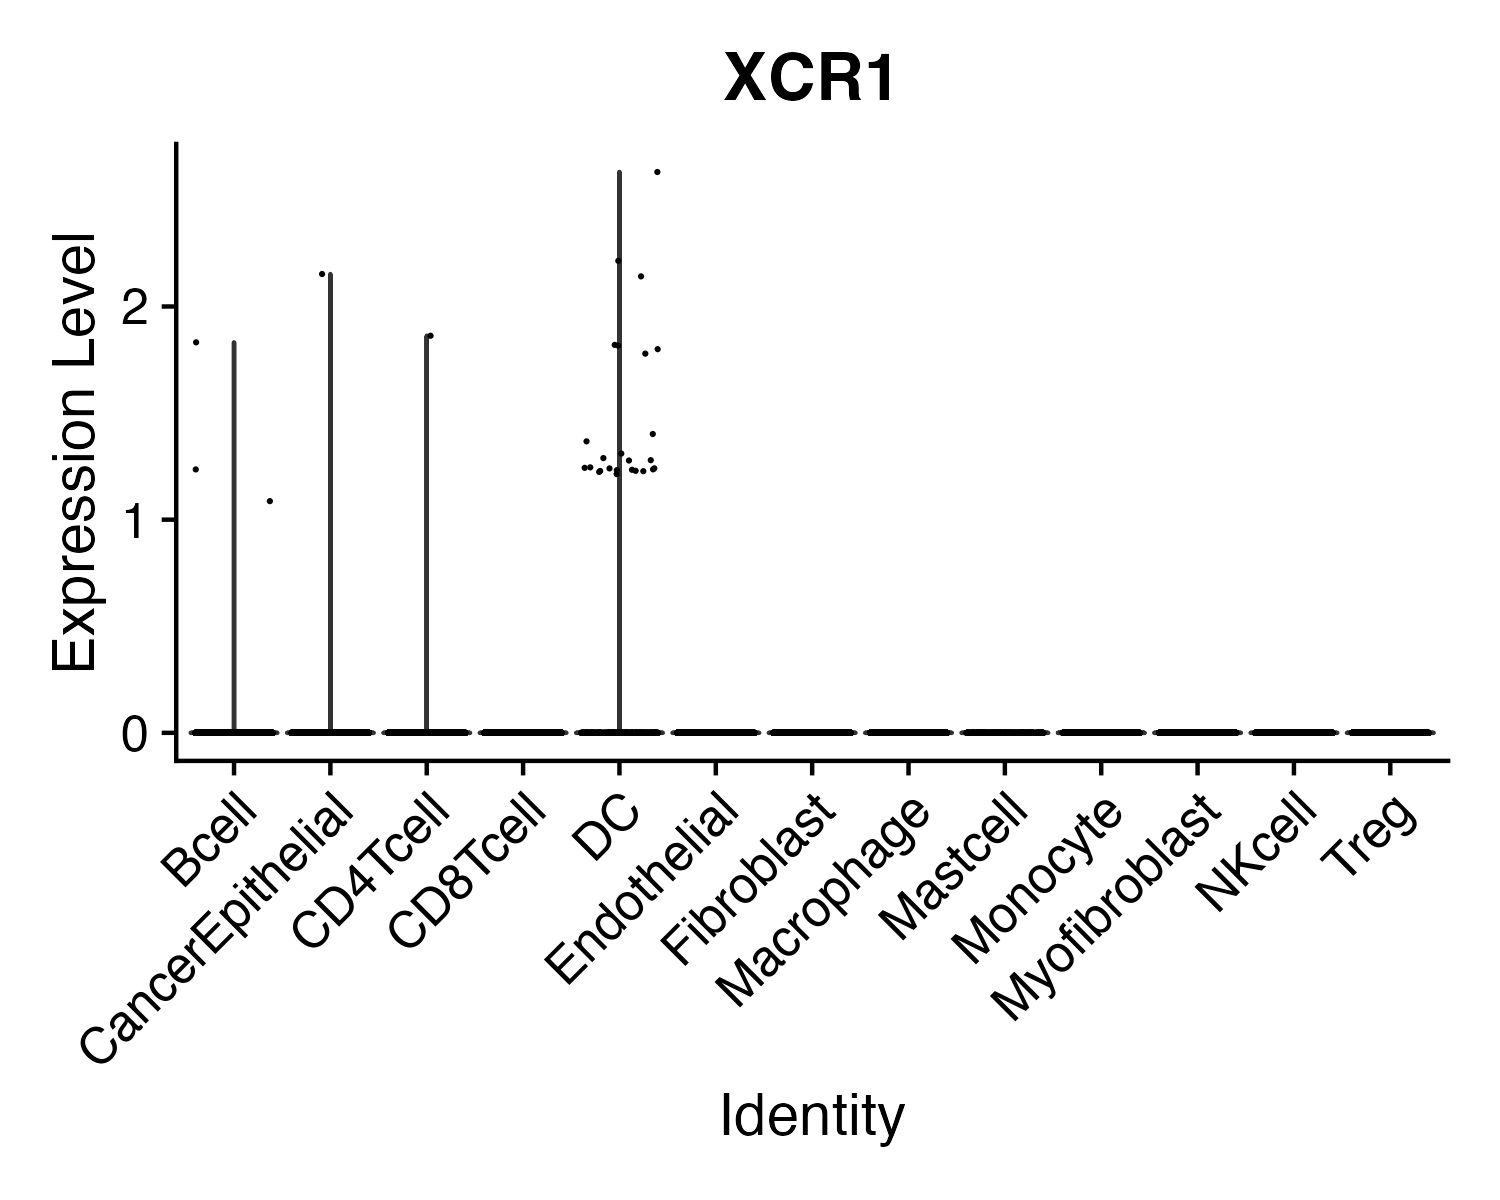 XCR1
Expression Level
2
1
0
Bcell
CancerEpithelial
CD4Tcell
CD8Tcell
DC
Endothelial
Fibroblast
Macrophage
Mastcell
Monocyte
Myofibroblast
NKcell
Treg
Identity